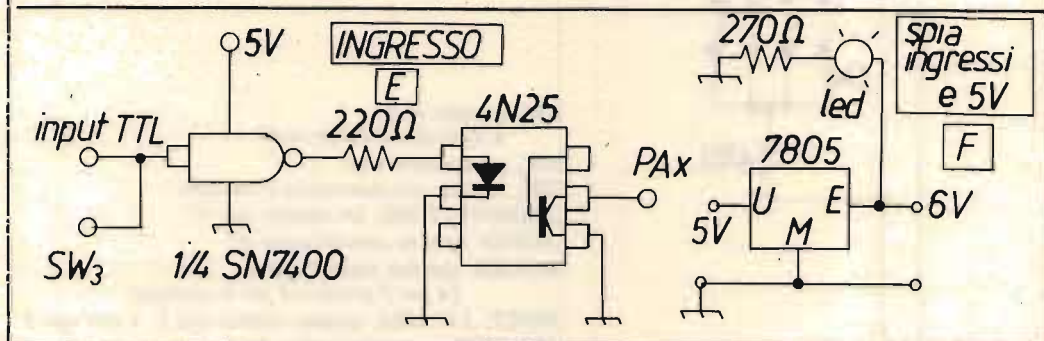 5V
INGRESSO
E
input TTL
SW3
1/4 SN7400
220Ω
4N25
PAx
270Ω
led
spia
ingressi
e 5V
F
7805
U
E
M
5V
6V